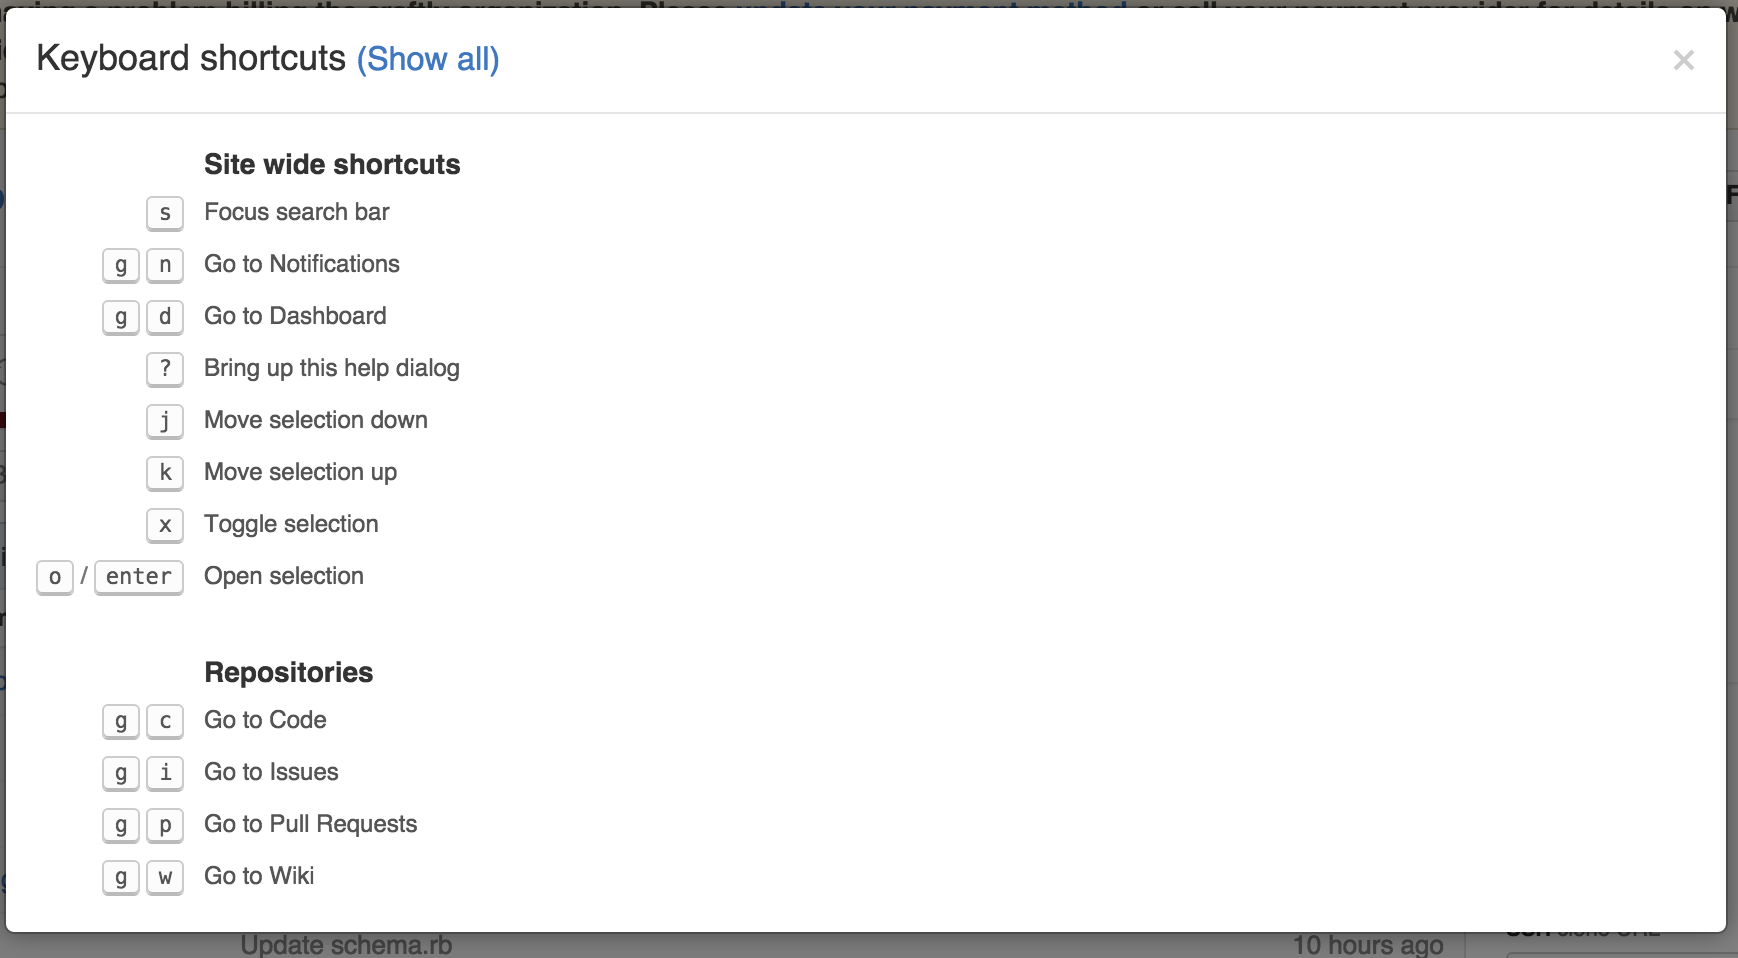 Keyboard shortcuts (Show all)
×
Site wide shortcuts
s Focus search bar
g n Go to Notifications
g d Go to Dashboard
? Bring up this help dialog
j Move selection down
k Move selection up
x Toggle selection
o / enter Open selection
Repositories
g c Go to Code
g i Go to Issues
g p Go to Pull Requests
g w Go to Wiki
Update schema.rb 10 hours ago